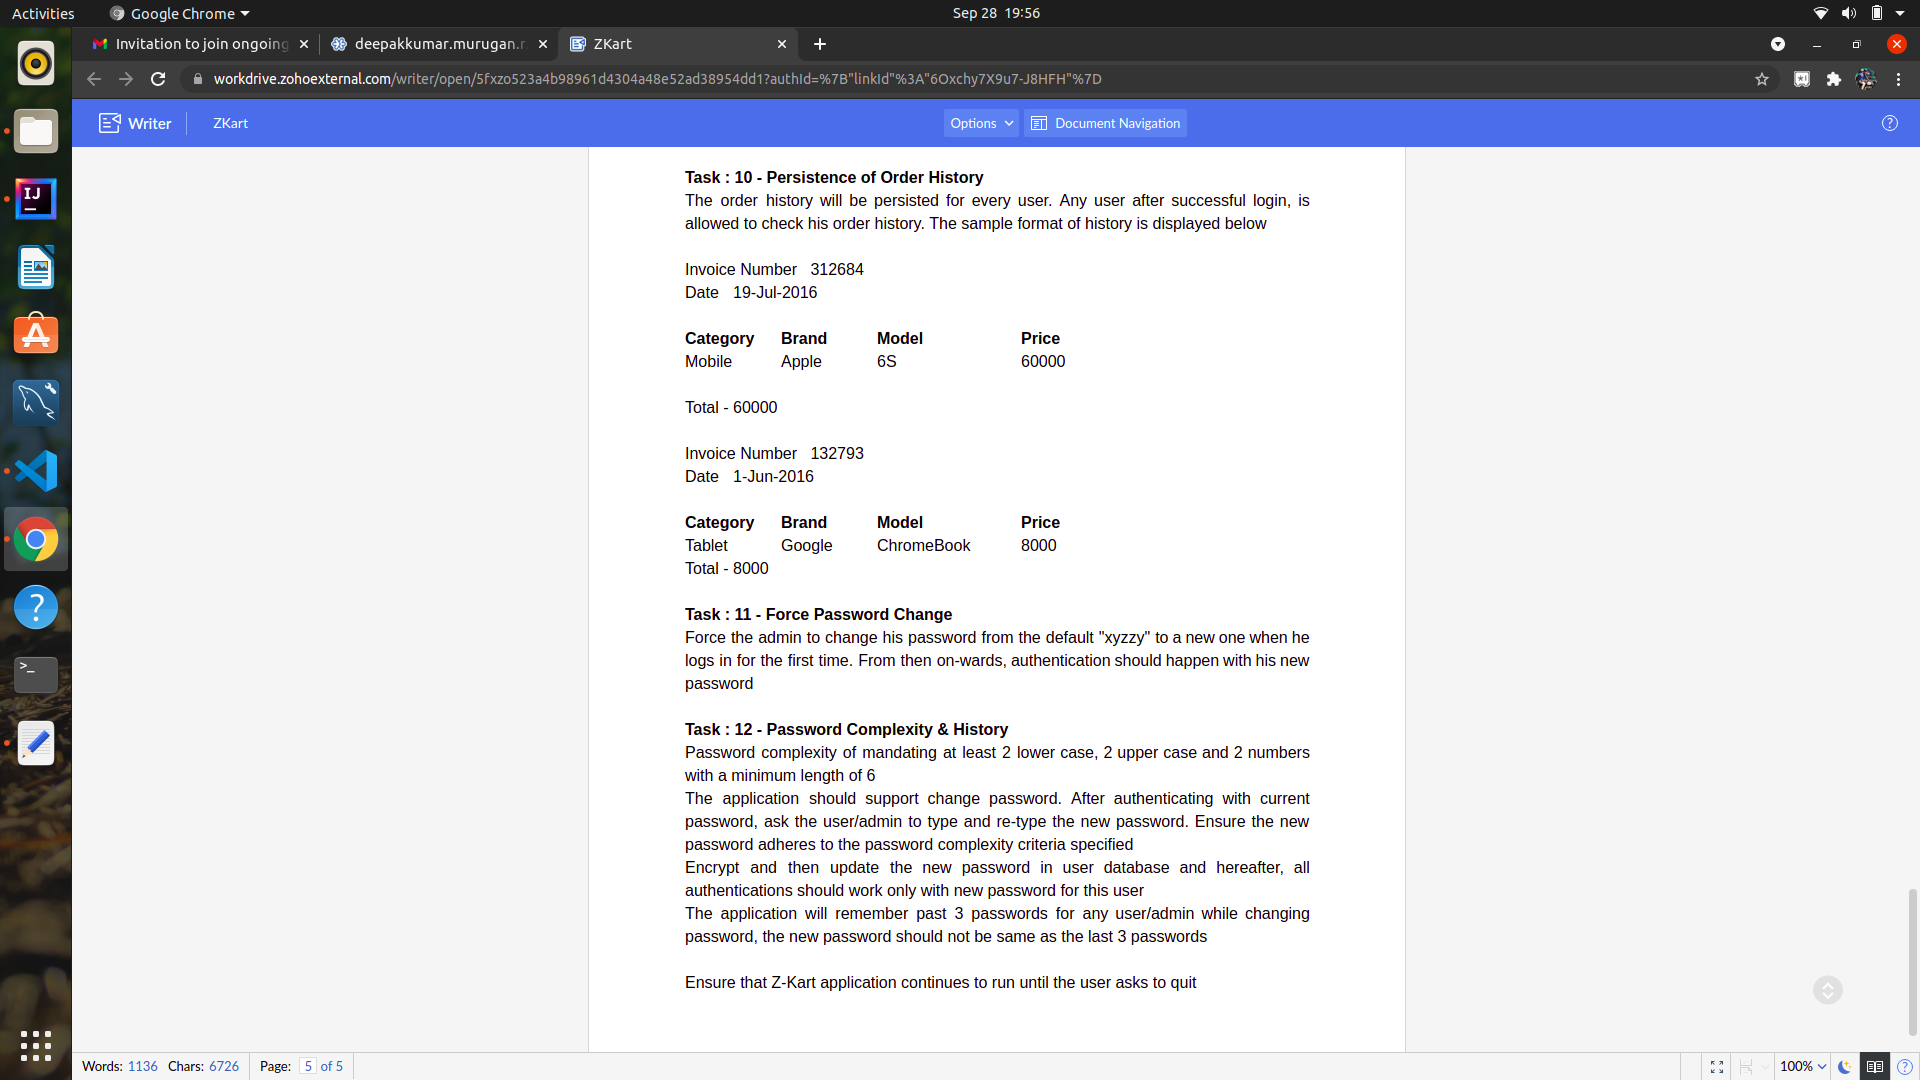 Activities
Google Chrome
Sep 28 19:56
Invitation to join ongoing
deepakkumar.murugan.r
ZKart
workdrive.zohoexternal.com/writer/open/5fxzo523a4b98961d4304a48e52ad38954dd1?authId=%7B"linkId"%3A"6Oxchy7X9u7-J8HFH"%7D
Writer
ZKart
Options
Document Navigation
Task : 10 - Persistence of Order History
The order history will be persisted for every user. Any user after successful login, is
allowed to check his order history. The sample format of history is displayed below
Invoice Number 312684
Date 19-Jul-2016
Category Brand Model Price
Mobile Apple 6S 60000
Total - 60000
Invoice Number 132793
Date 1-Jun-2016
Category Brand Model Price
Tablet Google ChromeBook 8000
Total - 8000
Task : 11 - Force Password Change
Force the admin to change his password from the default "xyzzy" to a new one when he
logs in for the first time. From then on-wards, authentication should happen with his new
password
Task : 12 - Password Complexity & History
Password complexity of mandating at least 2 lower case, 2 upper case and 2 numbers
with a minimum length of 6
The application should support change password. After authenticating with current
password, ask the user/admin to type and re-type the new password. Ensure the new
password adheres to the password complexity criteria specified
Encrypt and then update the new password in user database and hereafter, all
authentications should work only with new password for this user
The application will remember past 3 passwords for any user/admin while changing
password, the new password should not be same as the last 3 passwords
Ensure that Z-Kart application continues to run until the user asks to quit
Words: 1136 Chars: 6726 Page: 5 of 5
100%
IJ
>_